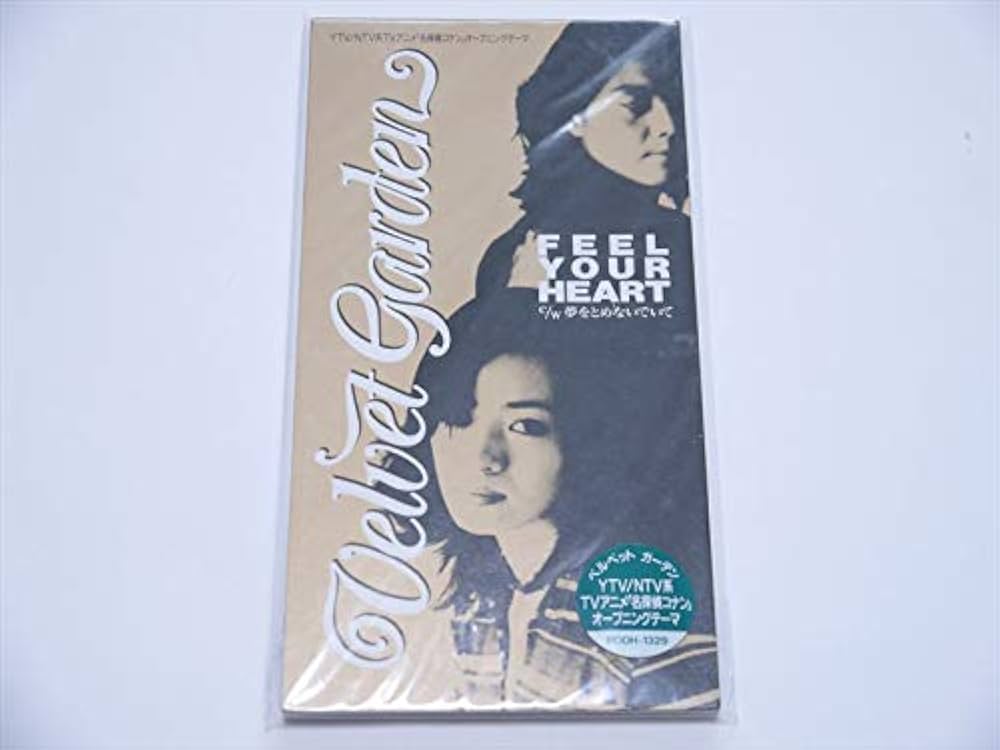 YTV/NTV系TVアニメ「名探偵コナン」オープニングテーマ
Velvet Garden
FEEL
YOUR
HEART
c/w 夢をとめないでいて
ベルベット ガーデン
YTV/NTV系
TVアニメ「名探偵コナン」
オープニングテーマ
PODH-1329